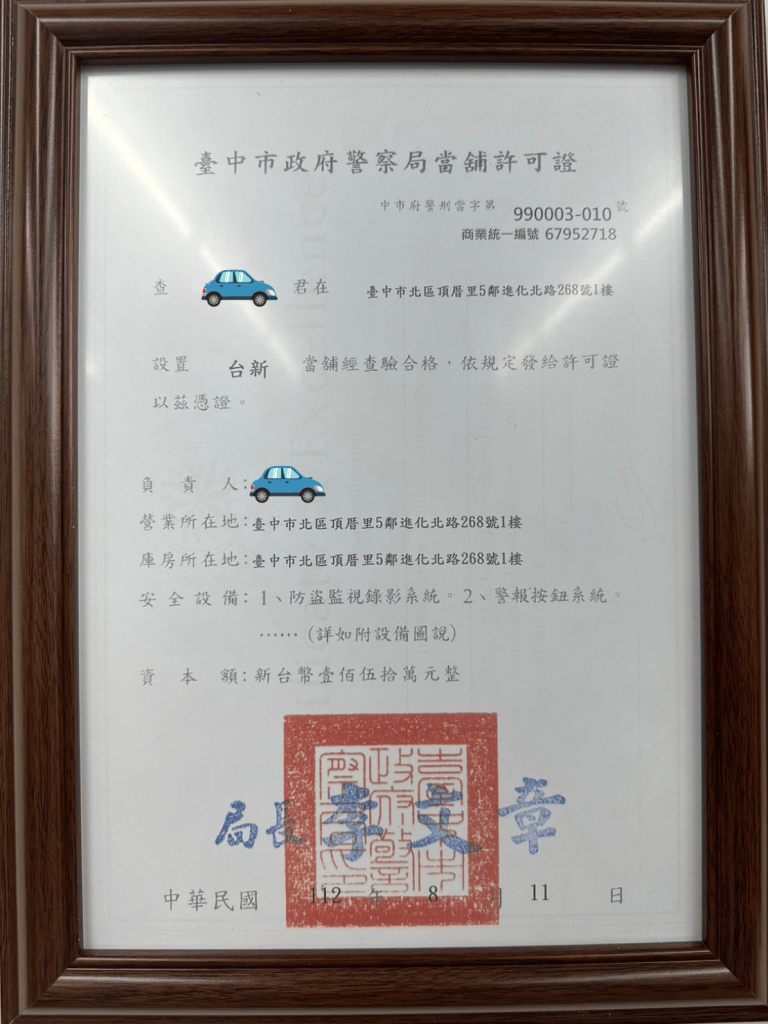 臺中市政府警察局當舖許可證
中市府警刑當字第 990003-010 號
商業統一編號 67952718
查 君在 臺中市北區頂厝里5鄰進化北路268號1樓
設置 台新 當舖經查驗合格,依規定發給許可證
以茲憑證。
負責人:
營業所在地:臺中市北區頂厝里5鄰進化北路268號1樓
庫房所在地:臺中市北區頂厝里5鄰進化北路268號1樓
安全設備:1、防盜監視錄影系統。2、警報按鈕系統。
……(詳如附設備圖說)
資本額:新台幣壹佰伍拾萬元整
局長李文章
臺中市政府警察局印
中華民國 112 年 8 月 11 日